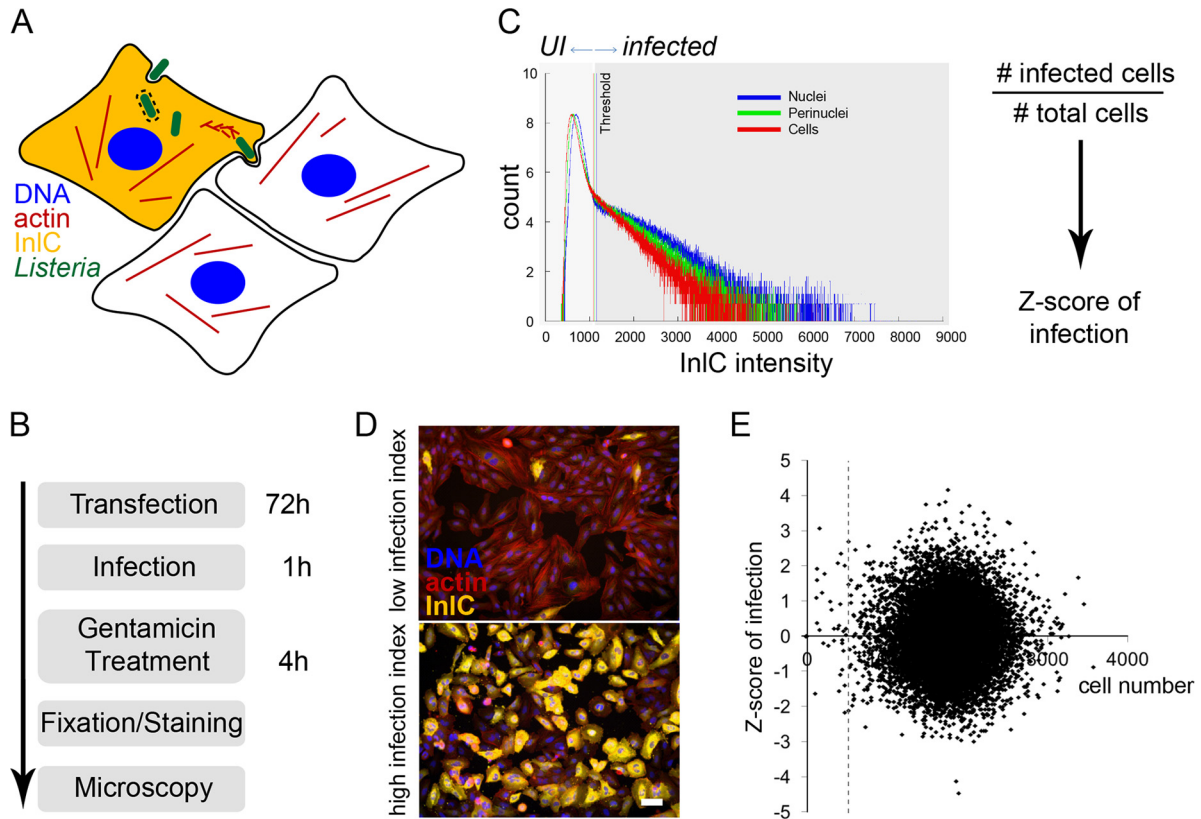 A
DNA
actin
InlC
Listeria
B
Transfection 72h
Infection 1h
Gentamicin
Treatment 4h
Fixation/Staining
Microscopy
C
UI infected
10
8
6
4
2
0
count
Threshold
Nuclei
Perinuclei
Cells
0 1000 2000 3000 4000 5000 6000 7000 8000 9000
InlC intensity
# infected cells
# total cells
Z-score of
infection
D
low infection index
DNA
actin
InlC
high infection index
E
5
4
3
2
1
0
-1
-2
-3
-4
-5
Z-score of infection
0 3000 4000
cell number